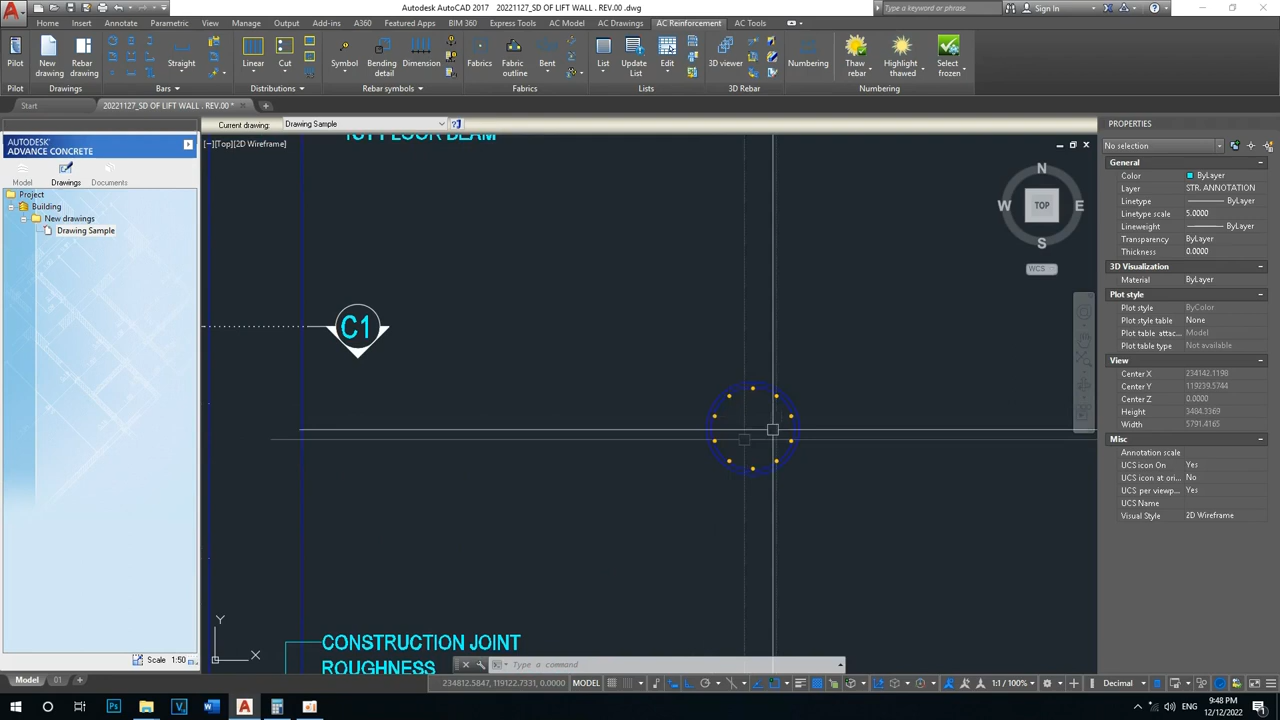 Autodesk AutoCAD 2017   20221127_SD OF LIFT WALL . REV.00 .dwg
Type a keyword or phrase
Sign In
Home Insert Annotate Parametric View Manage Output Add-ins A360 Featured Apps BIM 360 Express Tools AC Model AC Drawings AC Reinforcement AC Tools
Pilot New drawing Rebar drawing Straight Linear Cut Symbol Bending detail Dimension Fabrics Fabric outline Bent List Update List Edit 3D viewer Numbering Thaw rebar Highlight thawed Select frozen
Pilot Drawings Bars Distributions Rebar symbols Fabrics Lists 3D Rebar Numbering
Start 20221127_SD OF LIFT WALL . REV.00 *
Current drawing: Drawing Sample
AUTODESK
ADVANCE CONCRETE
Model Drawings Documents
Project
Building
New drawings
Drawing Sample
Scale 1:50
[−][Top][2D Wireframe]
C1
CONSTRUCTION JOINT
ROUGHNESS
N
W TOP E
S
WCS
Y
X
Type a command
PROPERTIES
No selection
General
Color ByLayer
Layer STR. ANNOTATION
Linetype ByLayer
Linetype scale 5.0000
Lineweight ByLayer
Transparency ByLayer
Thickness 0.0000
3D Visualization
Material ByLayer
Plot style
Plot style ByColor
Plot style table None
Plot table attac... Model
Plot table type Not available
View
Center X 234142.1198
Center Y 119239.5744
Center Z 0.0000
Height 3484.3369
Width 5791.4165
Misc
Annotation scale
UCS icon On Yes
UCS icon at ori... No
UCS per viewp... Yes
UCS Name
Visual Style 2D Wireframe
Model 01
234812.5847, 119122.7331, 0.0000 MODEL 1:1 / 100% Decimal
ENG 9:48 PM
12/12/2022